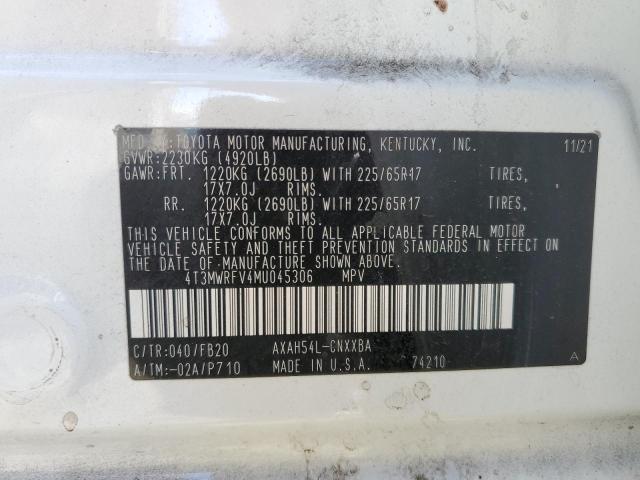 MFD BY:TOYOTA MOTOR MANUFACTURING, KENTUCKY, INC. 11/21
GVWR:2230KG (4920LB)
GAWR:FRT. 1220KG (2690LB) WITH 225/65R17 TIRES,
17X7.0J RIMS.
RR. 1220KG (2690LB) WITH 225/65R17 TIRES,
17X7.0J RIMS.
THIS VEHICLE CONFORMS TO ALL APPLICABLE FEDERAL MOTOR
VEHICLE SAFETY AND THEFT PREVENTION STANDARDS IN EFFECT
ON THE DATE OF MANUFACTURE SHOWN ABOVE.
4T3MWRFV4MU045306 MPV
C/TR:040/FB20 AXAH54L-CNXXBA
A/TM:-02A/P710 MADE IN U.S.A. 74210 A